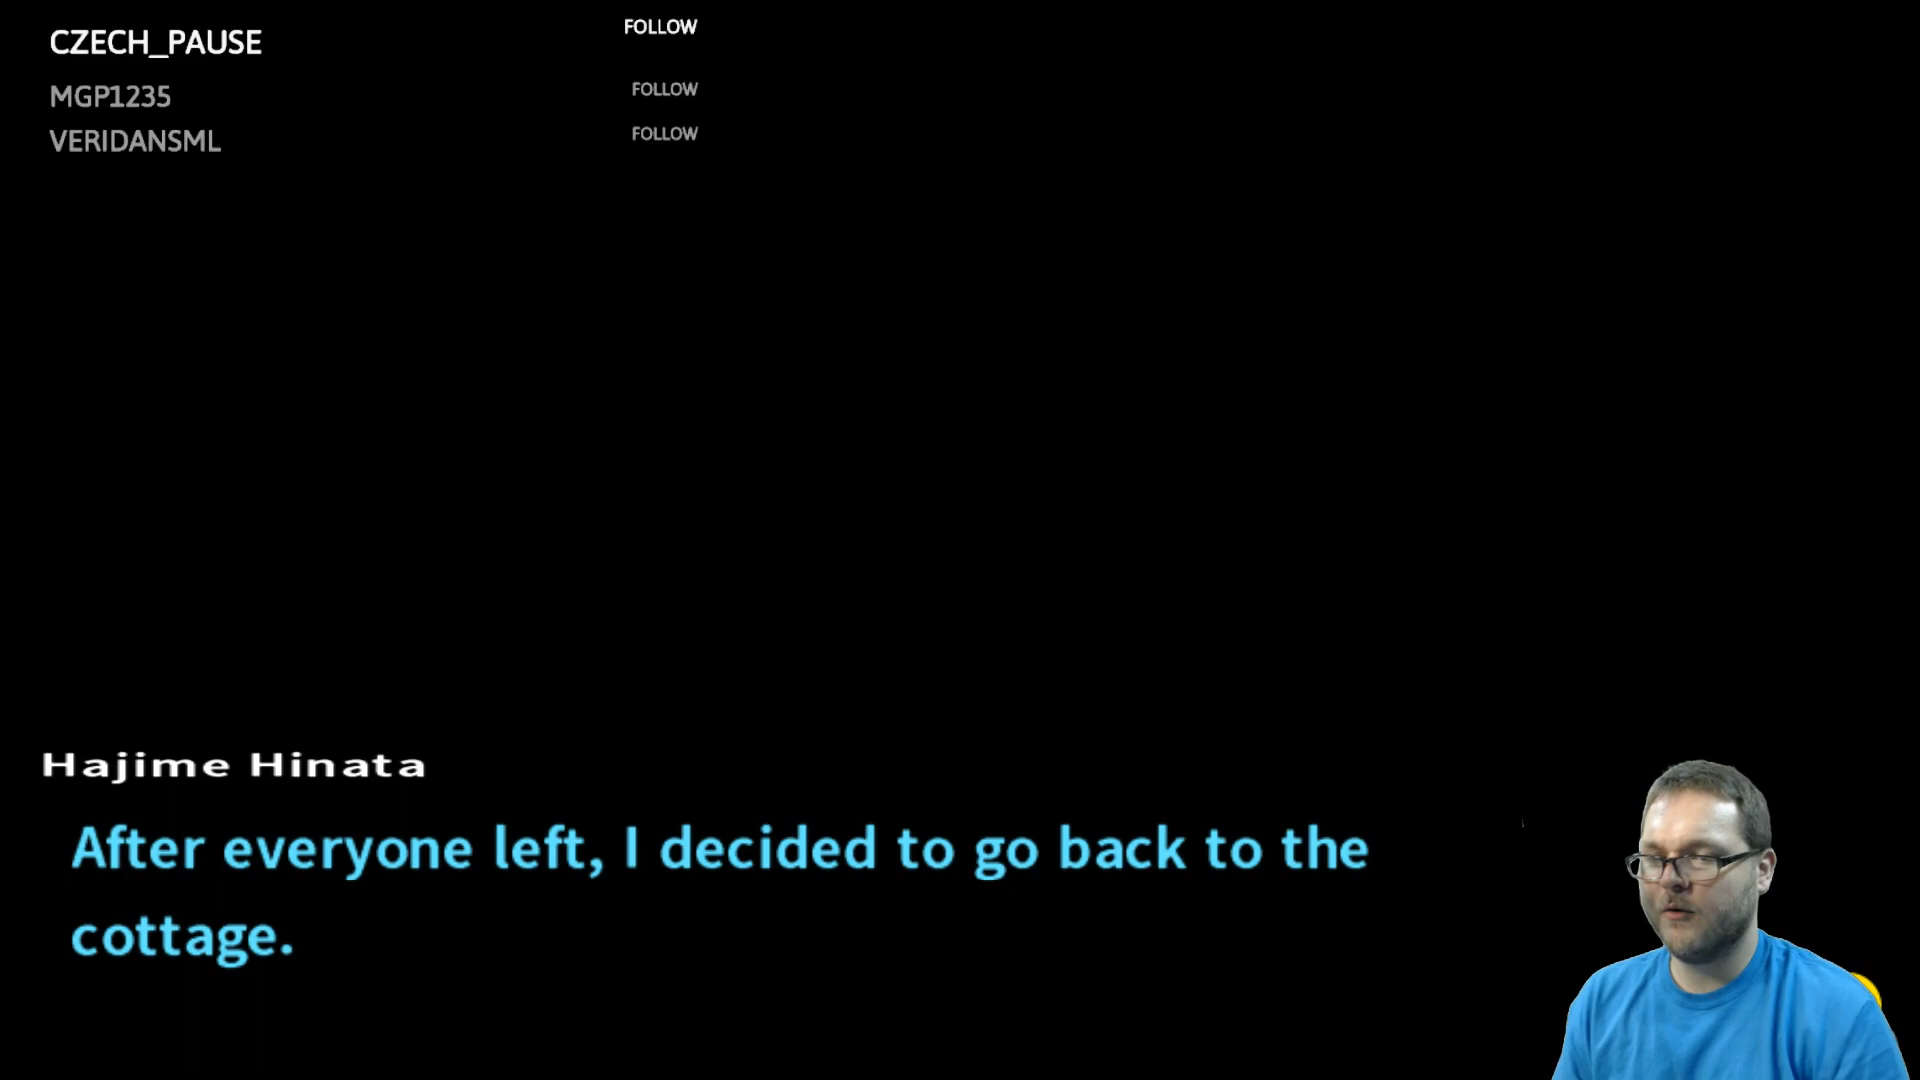 CZECH_PAUSE FOLLOW
MGP1235 FOLLOW
VERIDANSML FOLLOW
Hajime Hinata
After everyone left, I decided to go back to the
cottage.